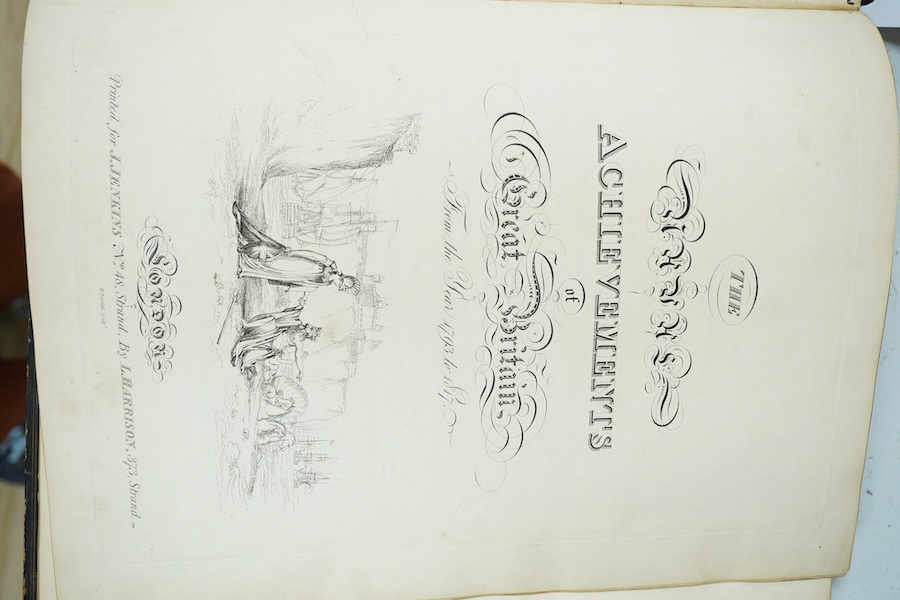 THE
NAVAL
ACHIEVEMENTS
of
Great Britain,
From the Year 1793 to 1817.
LONDON
Printed for J. JENKINS Nº 48, Strand, By L. HARRISON, 373, Strand